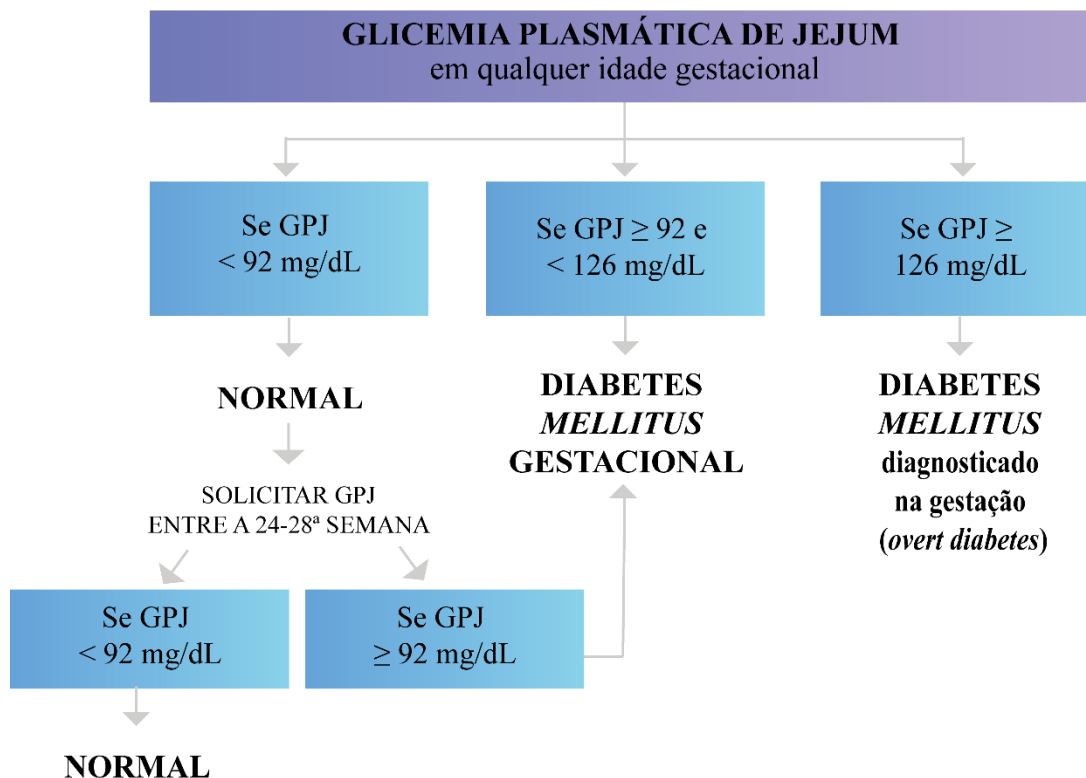 GLICEMIA PLASMÁTICA DE JEJUM
em qualquer idade gestacional
Se GPJ
< 92 mg/dL
Se GPJ ≥ 92 e
< 126 mg/dL
Se GPJ ≥
126 mg/dL
NORMAL
DIABETES
MELLITUS
GESTACIONAL
DIABETES
MELLITUS
diagnosticado
na gestação
(overt diabetes)
SOLICITAR GPJ
ENTRE A 24-28ª SEMANA
Se GPJ
< 92 mg/dL
Se GPJ
≥ 92 mg/dL
NORMAL